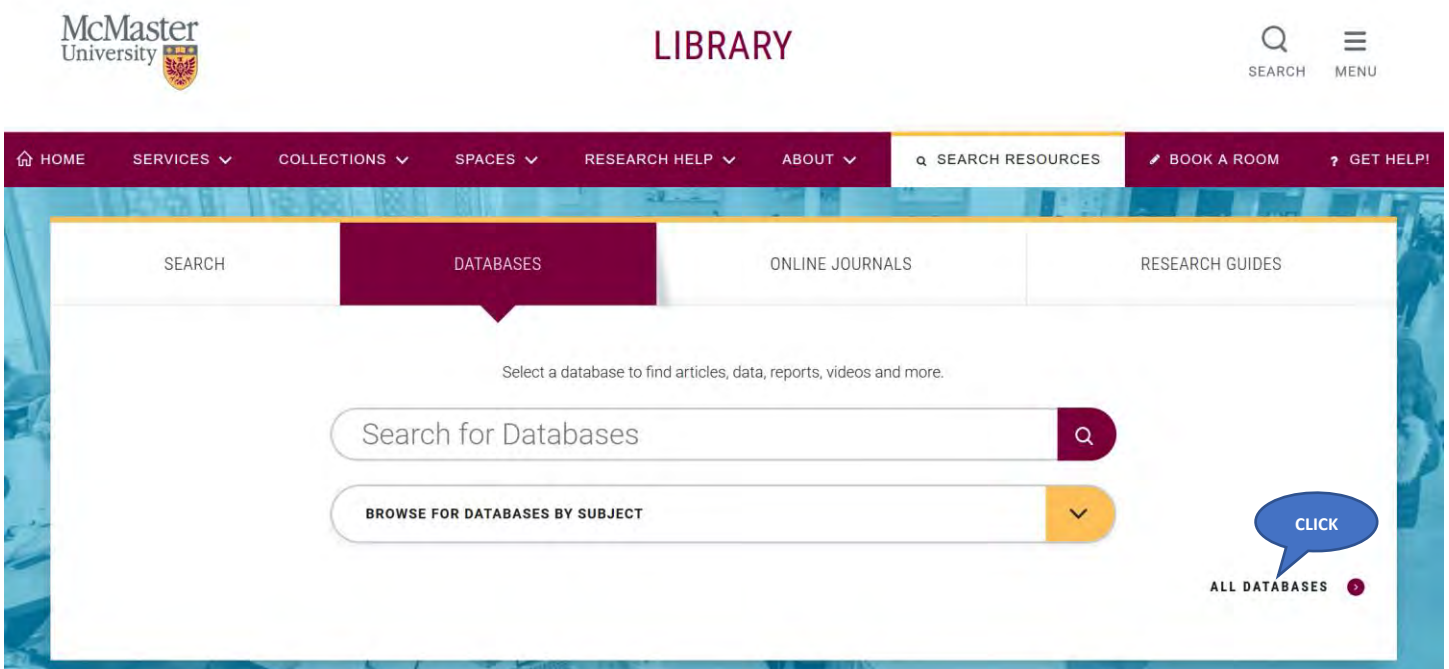 McMaster
University
LIBRARY
SEARCH
MENU
HOME
SERVICES
COLLECTIONS
SPACES
RESEARCH HELP
ABOUT
SEARCH RESOURCES
BOOK A ROOM
? GET HELP!
SEARCH
DATABASES
ONLINE JOURNALS
RESEARCH GUIDES
Select a database to find articles, data, reports, videos and more.
Search for Databases
BROWSE FOR DATABASES BY SUBJECT
CLICK
ALL DATABASES